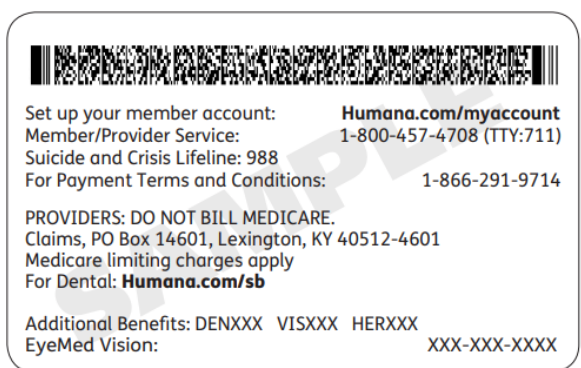 Set up your member account: Humana.com/myaccount
Member/Provider Service: 1-800-457-4708 (TTY:711)
Suicide and Crisis Lifeline: 988
For Payment Terms and Conditions: 1-866-291-9714
PROVIDERS: DO NOT BILL MEDICARE.
Claims, PO Box 14601, Lexington, KY 40512-4601
Medicare limiting charges apply
For Dental: Humana.com/sb
Additional Benefits: DENXXX VISXXX HERXXX
EyeMed Vision: XXX-XXX-XXXX
SAMPLE